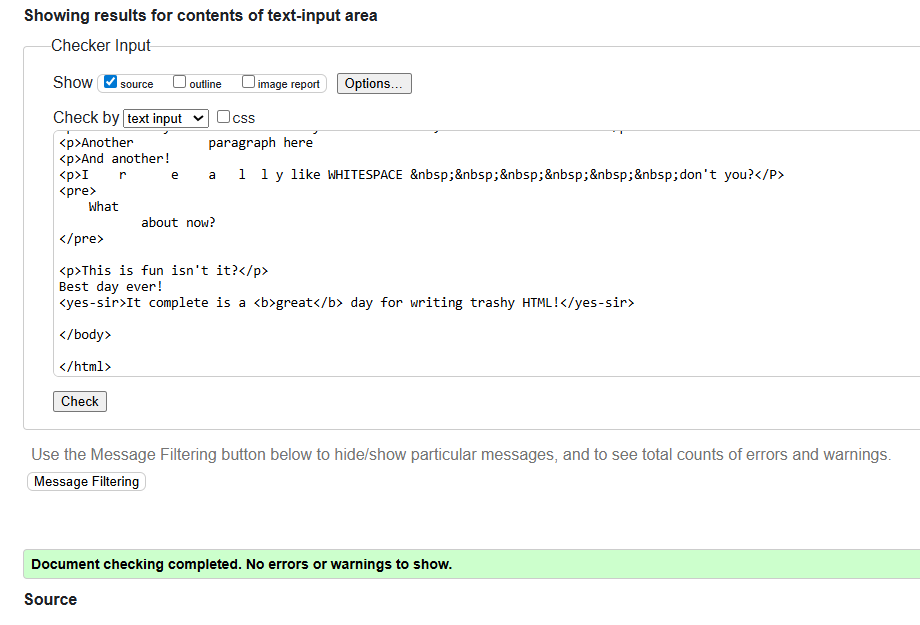 Showing results for contents of text-input area
Checker Input
Show source outline image report Options...
Check by text input css
<p>Another          paragraph here
<p>And another!
<p>I    r      e    a   l  l y like WHITESPACE &nbsp;&nbsp;&nbsp;&nbsp;&nbsp;&nbsp;don't you?</P>
<pre>
    What
           about now?
</pre>
<p>This is fun isn't it?</p>
Best day ever!
<yes-sir>It complete is a <b>great</b> day for writing trashy HTML!</yes-sir>
</body>
</html>
Check
Use the Message Filtering button below to hide/show particular messages, and to see total counts of errors and warnings.
Message Filtering
Document checking completed. No errors or warnings to show.
Source